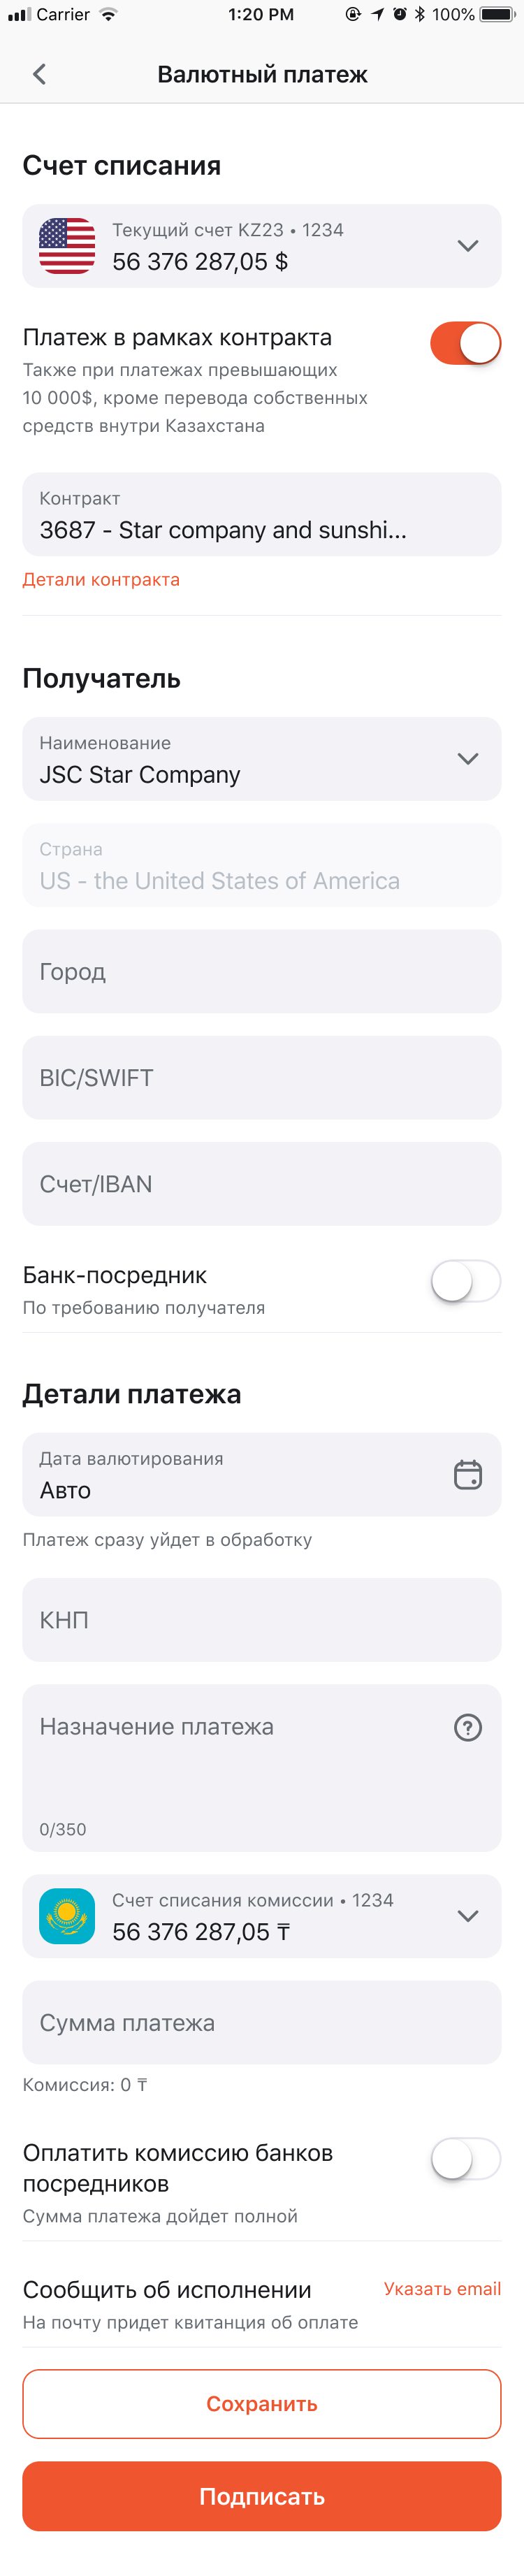 Carrier 1:20 PM 100%
Валютный платеж
Счет списания
Текущий счет KZ23 • 1234
56 376 287,05 $
Платеж в рамках контракта
Также при платежах превышающих
10 000$, кроме перевода собственных
средств внутри Казахстана
Контракт
3687 - Star company and sunshi...
Детали контракта
Получатель
Наименование
JSC Star Company
Страна
US - the United States of America
Город
BIC/SWIFT
Счет/IBAN
Банк-посредник
По требованию получателя
Детали платежа
Дата валютирования
Авто
Платеж сразу уйдет в обработку
КНП
Назначение платежа
0/350
Счет списания комиссии • 1234
56 376 287,05 ₸
Сумма платежа
Комиссия: 0 ₸
Оплатить комиссию банков
посредников
Сумма платежа дойдет полной
Сообщить об исполнении Указать email
На почту придет квитанция об оплате
Сохранить
Подписать